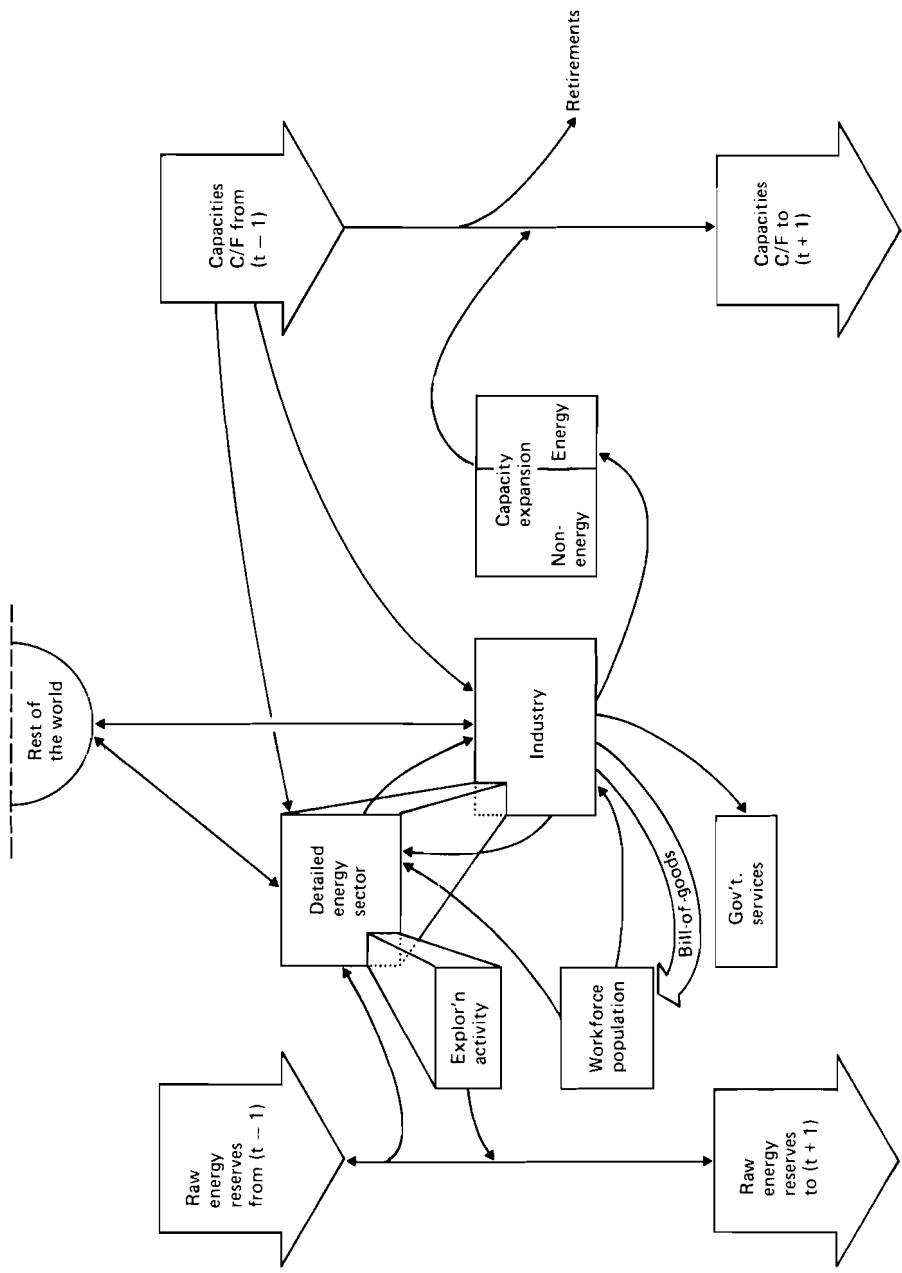 Rest of
the world
Raw
energy
reserves
from (t − 1)
Detailed
energy
sector
Capacities
C/F from
(t − 1)
Explor'n
activity
Industry
Capacity
expansion
Non-
energy
Energy
Retirements
Workforce
population
Bill-of-goods
Gov't.
services
Raw
energy
reserves
to (t + 1)
Capacities
C/F to
(t + 1)